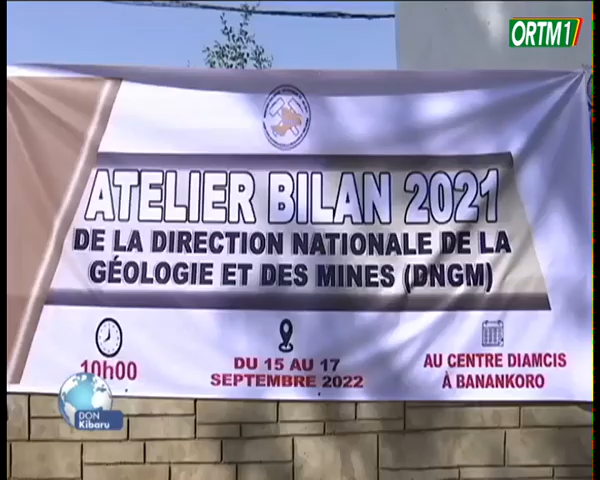 ORTM1
ATELIER BILAN 2021
DE LA DIRECTION NATIONALE DE LA
GÉOLOGIE ET DES MINES (DNGM)
10h00
DU 15 AU 17
SEPTEMBRE 2022
AU CENTRE DIAMCIS
À BANANKORO
DON
Kibaru